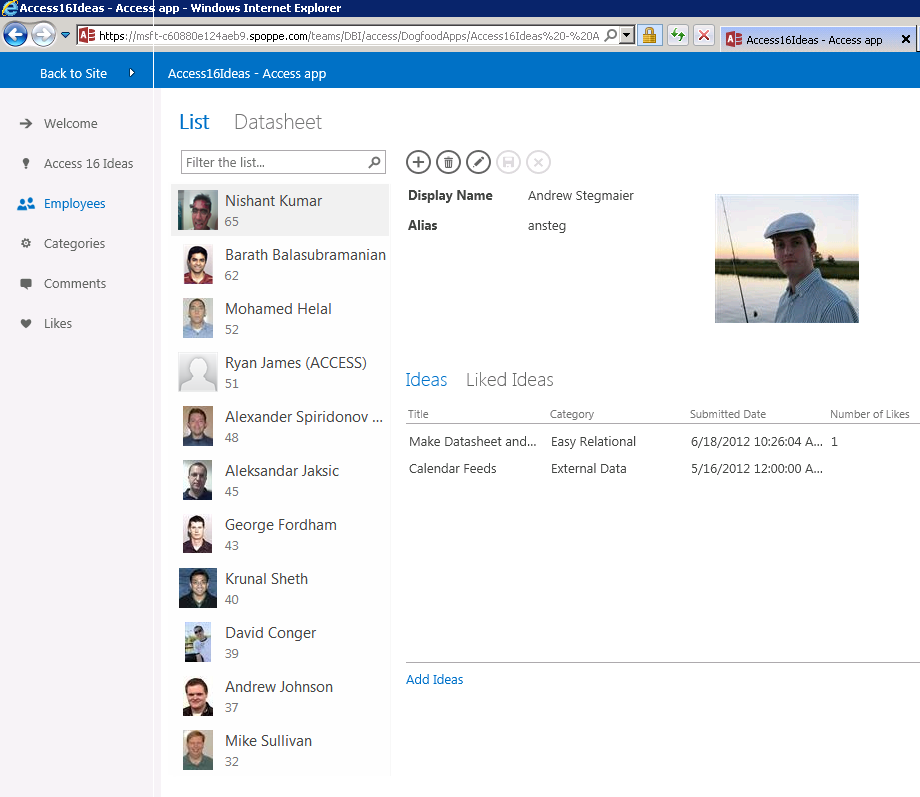 Access16Ideas - Access app - Windows Internet Explorer
https://msft-c60880e124aeb9.spoppe.com/teams/DBI/access/DogfoodApps/Access16Ideas%20-%20A
Access16Ideas - Access app
Back to Site
Access16Ideas - Access app
Welcome
Access 16 Ideas
Employees
Categories
Comments
Likes
List Datasheet
Filter the list...
Nishant Kumar
65
Barath Balasubramanian
62
Mohamed Helal
52
Ryan James (ACCESS)
51
Alexander Spiridonov ...
48
Aleksandar Jaksic
45
George Fordham
43
Krunal Sheth
40
David Conger
39
Andrew Johnson
37
Mike Sullivan
32
Display Name Andrew Stegmaier
Alias ansteg
Ideas Liked Ideas
Title Category Submitted Date Number of Likes
Make Datasheet and... Easy Relational 6/18/2012 10:26:04 A... 1
Calendar Feeds External Data 5/16/2012 12:00:00 A...
Add Ideas